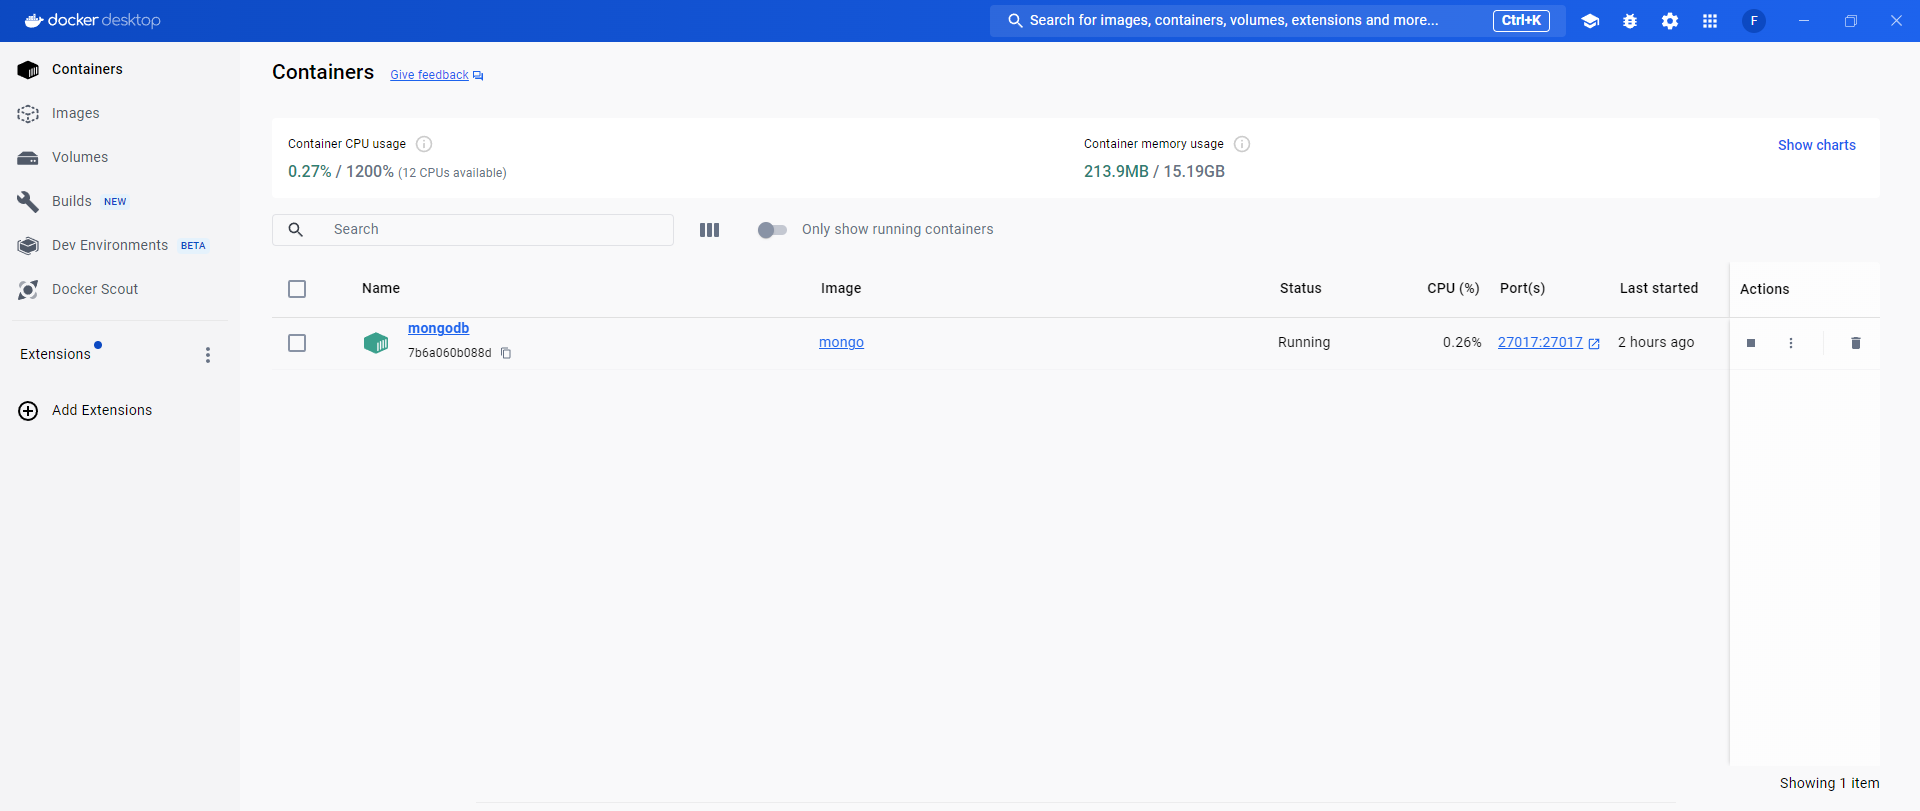 docker desktop
Search for images, containers, volumes, extensions and more... Ctrl+K
F
Containers
Images
Volumes
Builds NEW
Dev Environments BETA
Docker Scout
Extensions
Add Extensions
Containers Give feedback
Container CPU usage
0.27% / 1200% (12 CPUs available)
Container memory usage
213.9MB / 15.19GB
Show charts
Search
Only show running containers
Name Image Status CPU (%) Port(s) Last started Actions
mongodb
7b6a060b088d
mongo Running 0.26% 27017:27017 2 hours ago
Showing 1 item